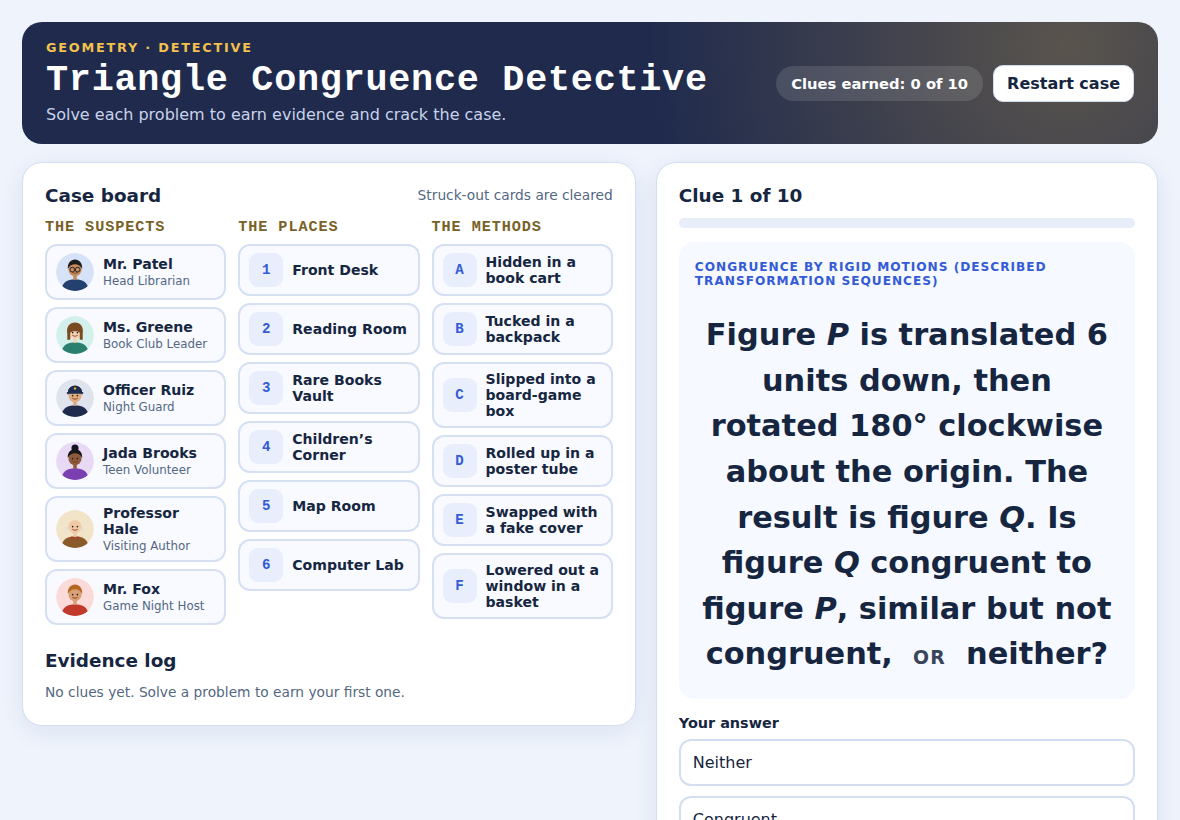 GEOMETRY · DETECTIVE
Triangle Congruence Detective
Solve each problem to earn evidence and crack the case.
Clues earned: 0 of 10
Restart case
Case board
Struck-out cards are cleared
THE SUSPECTS
Mr. Patel
Head Librarian
Ms. Greene
Book Club Leader
Officer Ruiz
Night Guard
Jada Brooks
Teen Volunteer
Professor
Hale
Visiting Author
Mr. Fox
Game Night Host
THE PLACES
1
Front Desk
2
Reading Room
3
Rare Books
Vault
4
Children’s
Corner
5
Map Room
6
Computer Lab
THE METHODS
A
Hidden in a
book cart
B
Tucked in a
backpack
C
Slipped into a
board-game
box
D
Rolled up in a
poster tube
E
Swapped with
a fake cover
F
Lowered out a
window in a
basket
Evidence log
No clues yet. Solve a problem to earn your first one.
Clue 1 of 10
CONGRUENCE BY RIGID MOTIONS (DESCRIBED
TRANSFORMATION SEQUENCES)
Figure P is translated 6
units down, then
rotated 180° clockwise
about the origin. The
result is figure Q. Is
figure Q congruent to
figure P, similar but not
congruent, OR neither?
Your answer
Neither
Congruent